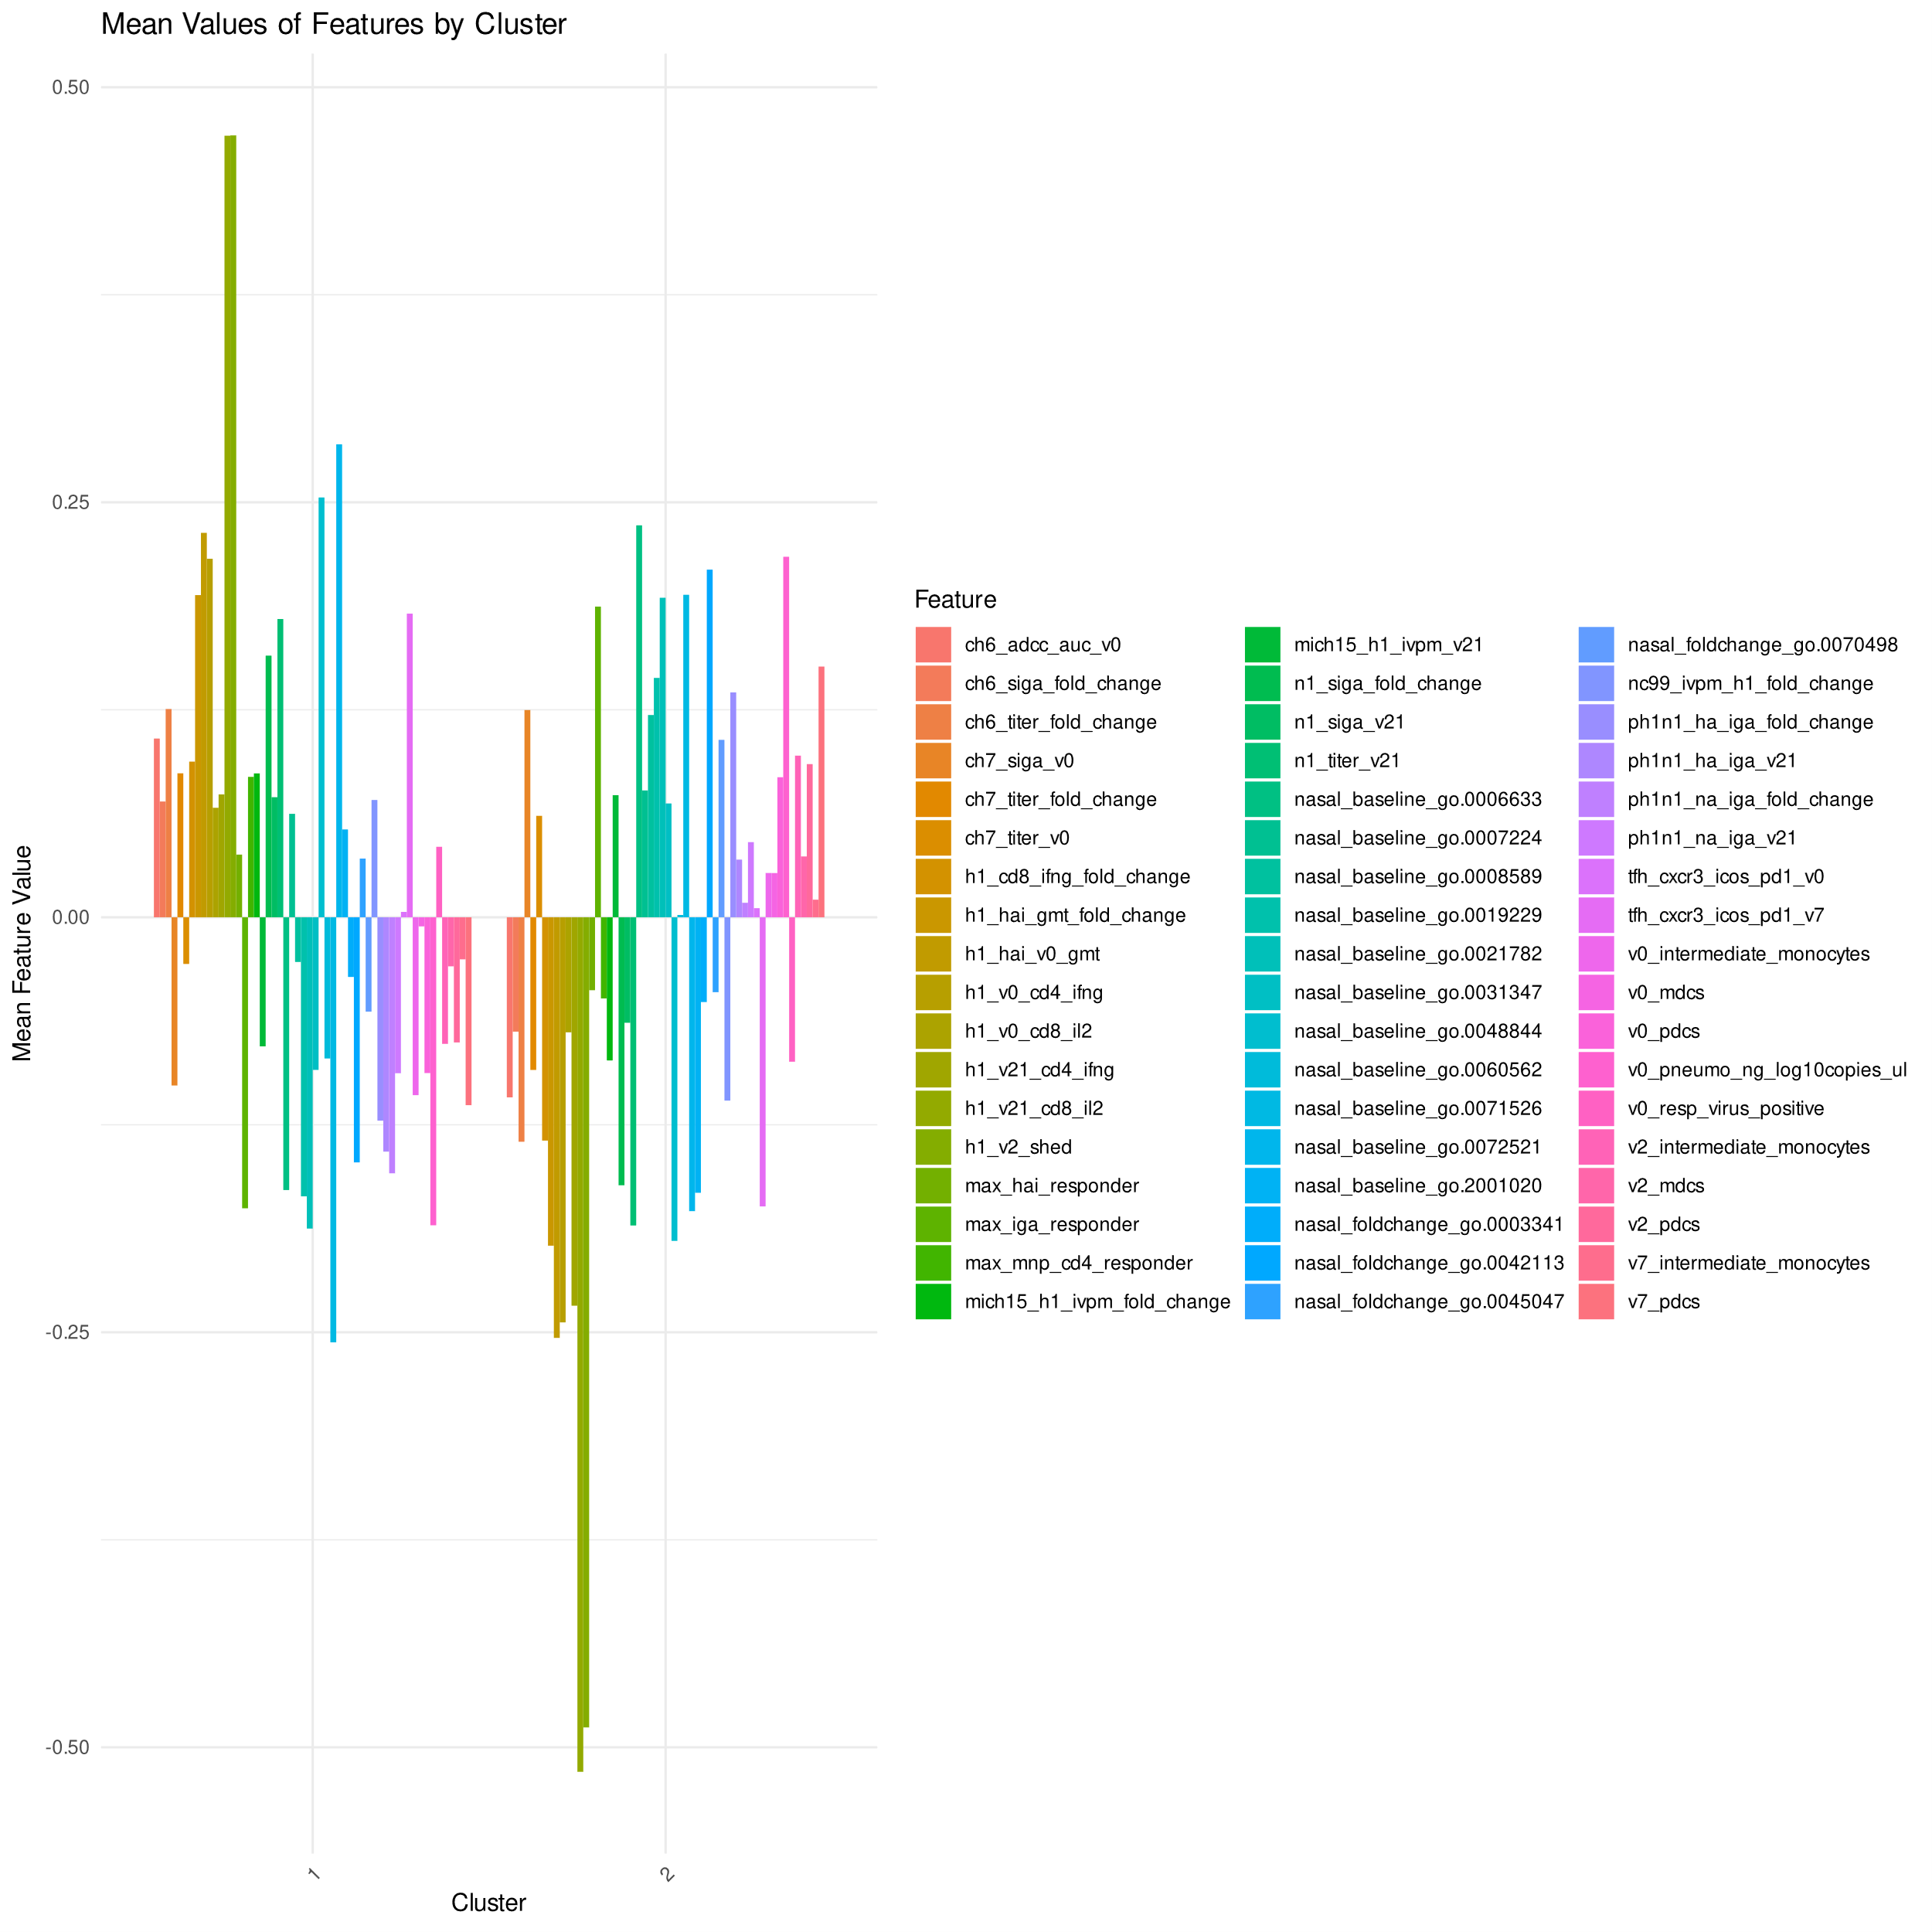 Mean Values of Features by Cluster
0.50
0.25
0.00
-0.25
-0.50
Mean Feature Value
1
2
Cluster
Feature
ch6_adcc_auc_v0
ch6_siga_fold_change
ch6_titer_fold_change
ch7_siga_v0
ch7_titer_fold_change
ch7_titer_v0
h1_cd8_ifng_fold_change
h1_hai_gmt_fold_change
h1_hai_v0_gmt
h1_v0_cd4_ifng
h1_v0_cd8_il2
h1_v21_cd4_ifng
h1_v21_cd8_il2
h1_v2_shed
max_hai_responder
max_iga_responder
max_mnp_cd4_responder
mich15_h1_ivpm_fold_change
mich15_h1_ivpm_v21
n1_siga_fold_change
n1_siga_v21
n1_titer_v21
nasal_baseline_go.0006633
nasal_baseline_go.0007224
nasal_baseline_go.0008589
nasal_baseline_go.0019229
nasal_baseline_go.0021782
nasal_baseline_go.0031347
nasal_baseline_go.0048844
nasal_baseline_go.0060562
nasal_baseline_go.0071526
nasal_baseline_go.0072521
nasal_baseline_go.2001020
nasal_foldchange_go.0003341
nasal_foldchange_go.0042113
nasal_foldchange_go.0045047
nasal_foldchange_go.0070498
nc99_ivpm_h1_fold_change
ph1n1_ha_iga_fold_change
ph1n1_ha_iga_v21
ph1n1_na_iga_fold_change
ph1n1_na_iga_v21
tfh_cxcr3_icos_pd1_v0
tfh_cxcr3_icos_pd1_v7
v0_intermediate_monocytes
v0_mdcs
v0_pdcs
v0_pneumo_ng_log10copies_ul
v0_resp_virus_positive
v2_intermediate_monocytes
v2_mdcs
v2_pdcs
v7_intermediate_monocytes
v7_pdcs